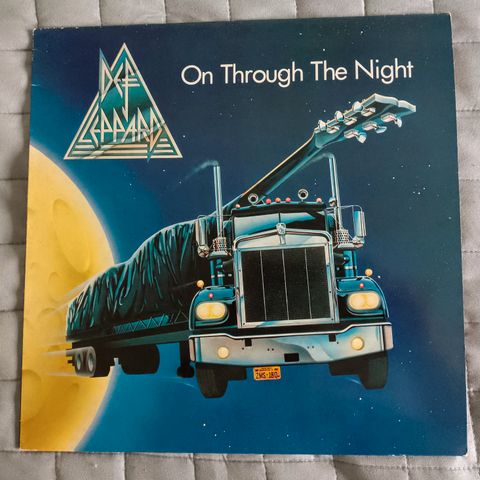 DEF
LEPPARD
On Through The Night